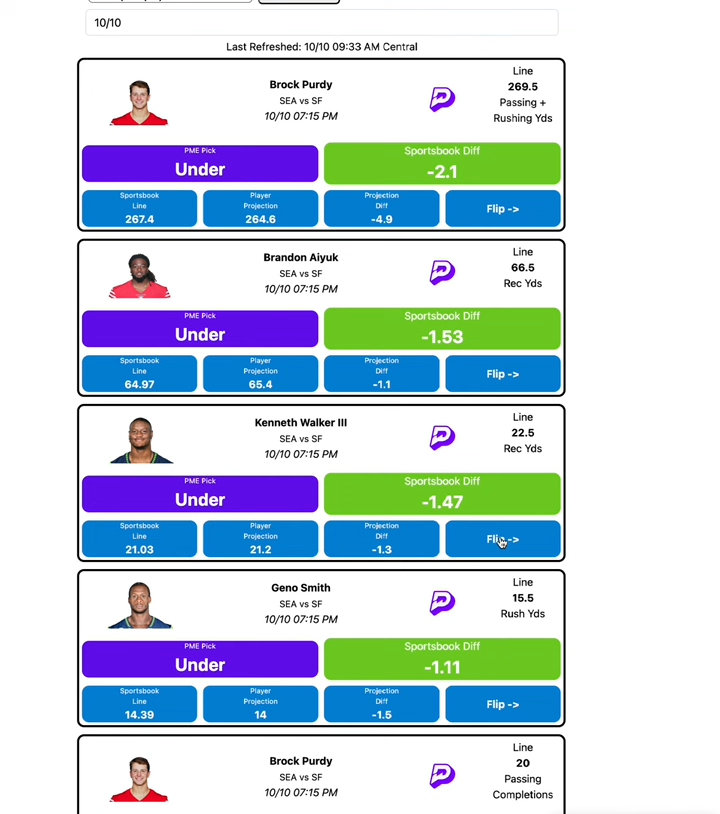 10/10
Last Refreshed: 10/10 09:33 AM Central
Brock Purdy
SEA vs SF
10/10 07:15 PM
Line
269.5
Passing +
Rushing Yds
PME Pick
Under
Sportsbook Diff
-2.1
Sportsbook
Line
267.4
Player
Projection
264.6
Projection
Diff
-4.9
Flip ->
Brandon Aiyuk
SEA vs SF
10/10 07:15 PM
Line
66.5
Rec Yds
PME Pick
Under
Sportsbook Diff
-1.53
Sportsbook
Line
64.97
Player
Projection
65.4
Projection
Diff
-1.1
Flip ->
Kenneth Walker III
SEA vs SF
10/10 07:15 PM
Line
22.5
Rec Yds
PME Pick
Under
Sportsbook Diff
-1.47
Sportsbook
Line
21.03
Player
Projection
21.2
Projection
Diff
-1.3
Flip ->
Geno Smith
SEA vs SF
10/10 07:15 PM
Line
15.5
Rush Yds
PME Pick
Under
Sportsbook Diff
-1.11
Sportsbook
Line
14.39
Player
Projection
14
Projection
Diff
-1.5
Flip ->
Brock Purdy
SEA vs SF
10/10 07:15 PM
Line
20
Passing
Completions